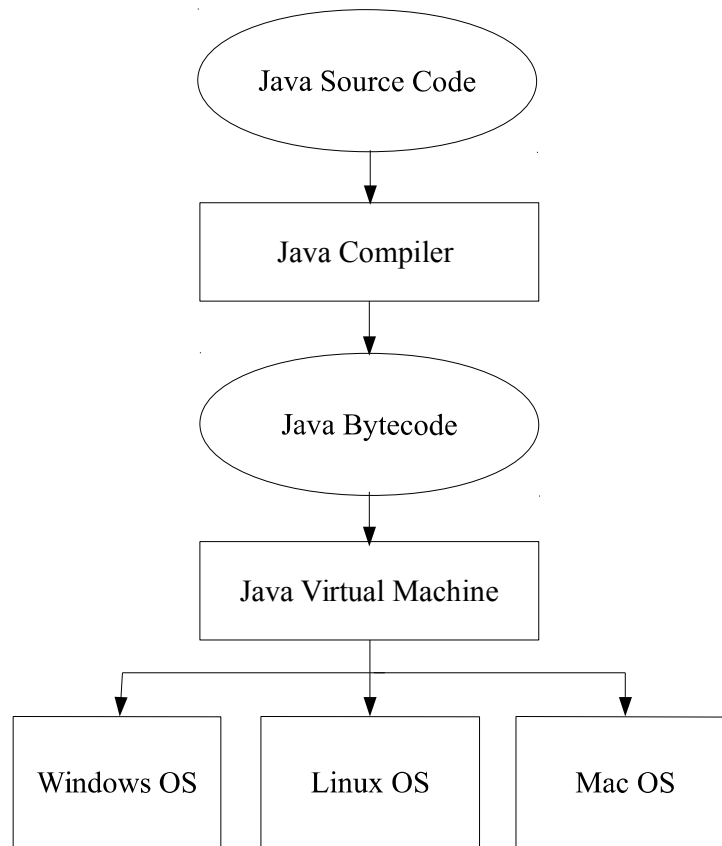 Java Source Code
Java Compiler
Java Bytecode
Java Virtual Machine
Windows OS
Linux OS
Mac OS